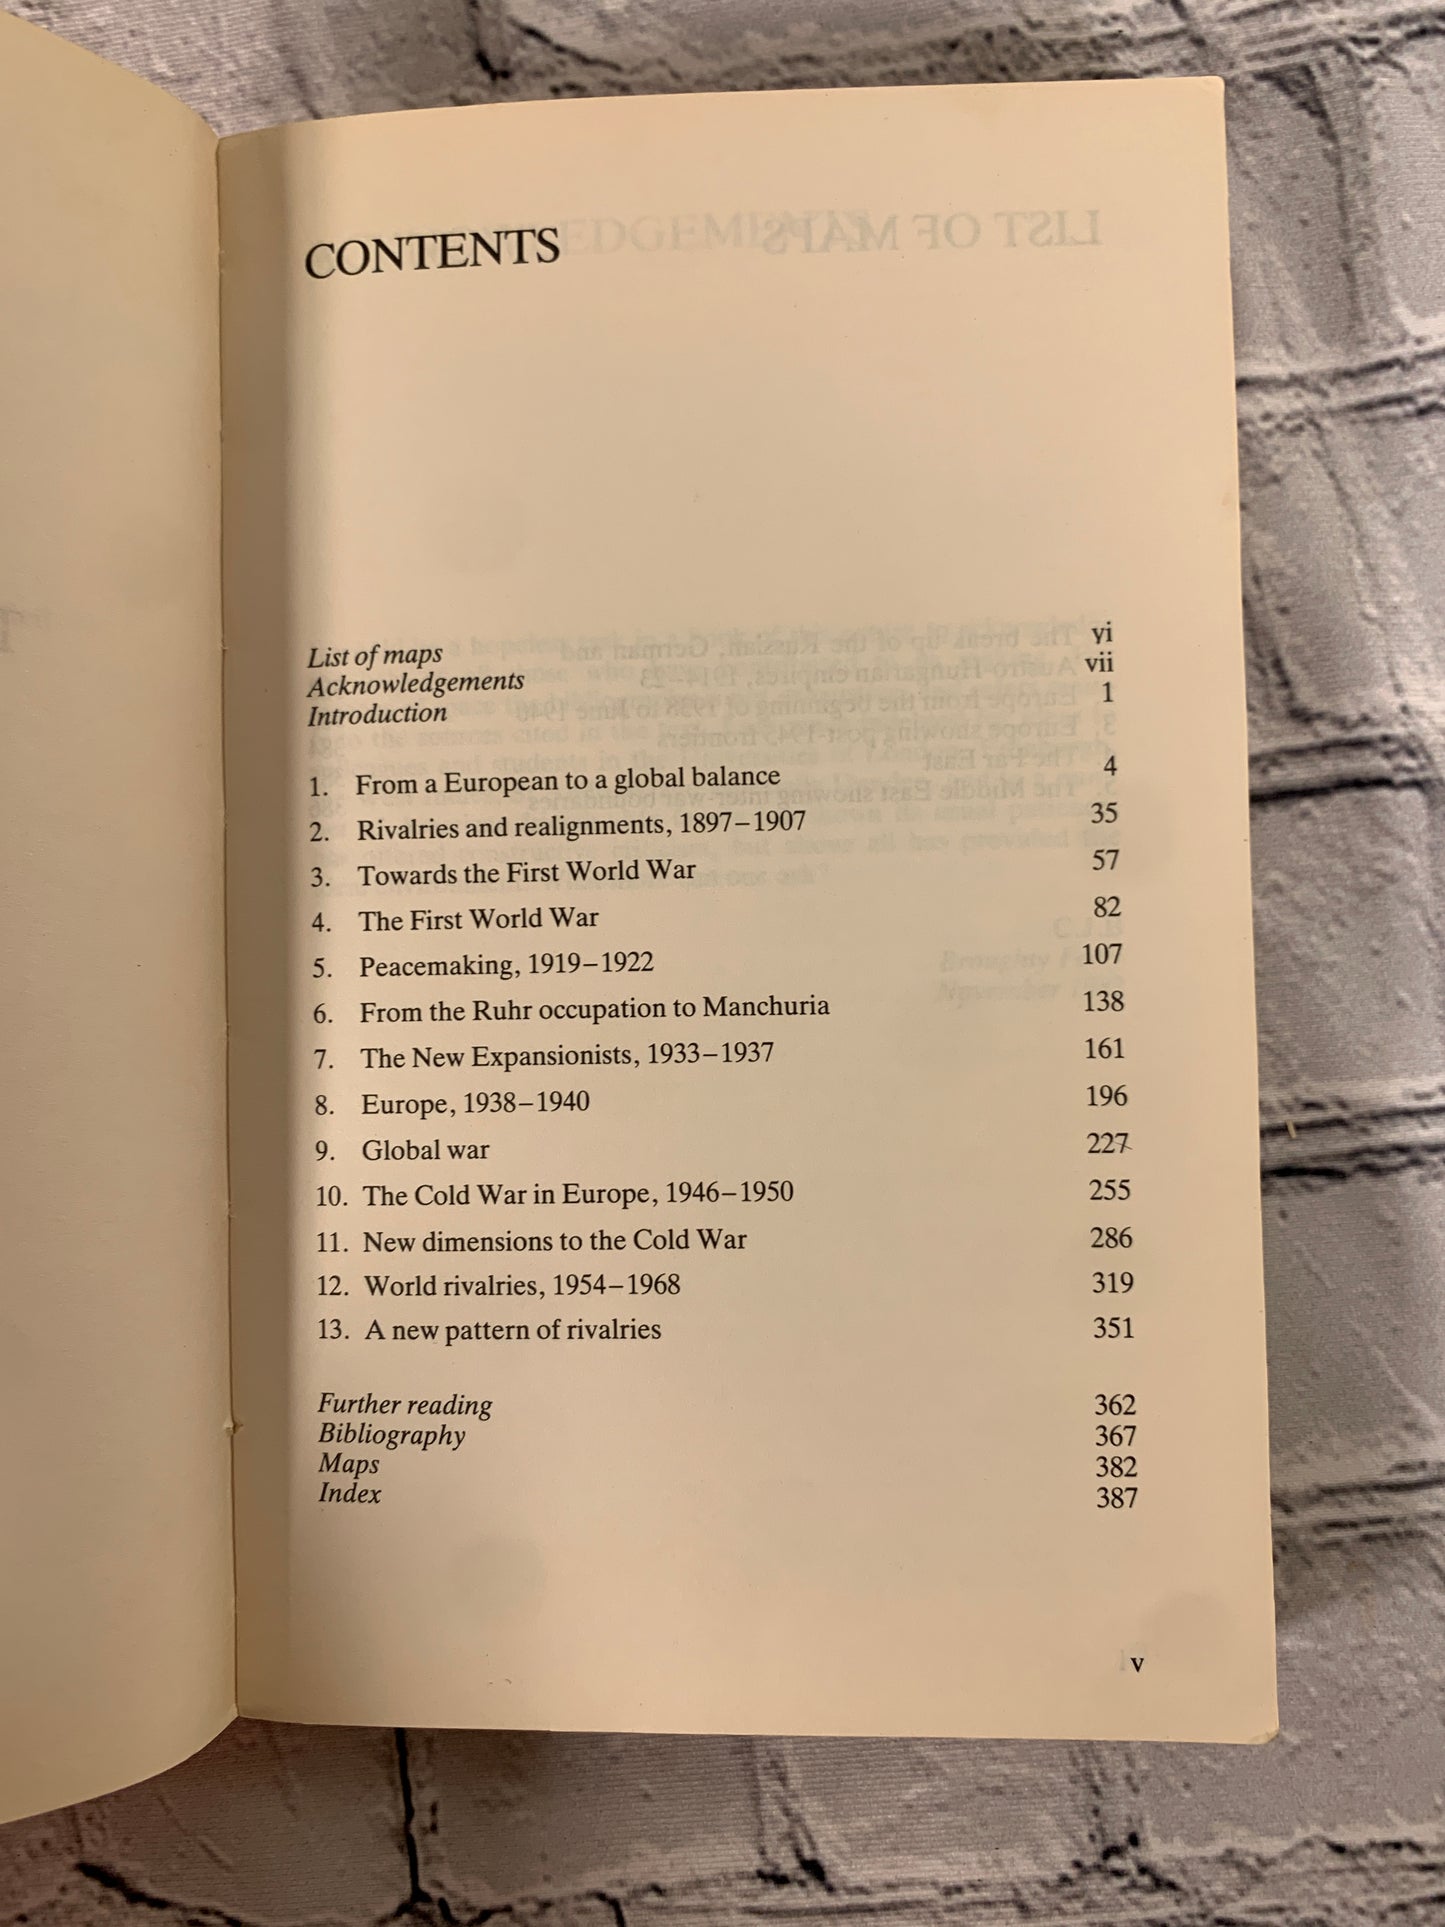 CONTENTS
List of maps vi
Acknowledgements vii
Introduction 1
1. From a European to a global balance 4
2. Rivalries and realignments, 1897–1907 35
3. Towards the First World War 57
4. The First World War 82
5. Peacemaking, 1919–1922 107
6. From the Ruhr occupation to Manchuria 138
7. The New Expansionists, 1933–1937 161
8. Europe, 1938–1940 196
9. Global war 227
10. The Cold War in Europe, 1946–1950 255
11. New dimensions to the Cold War 286
12. World rivalries, 1954–1968 319
13. A new pattern of rivalries 351
Further reading 362
Bibliography 367
Maps 382
Index 387
v